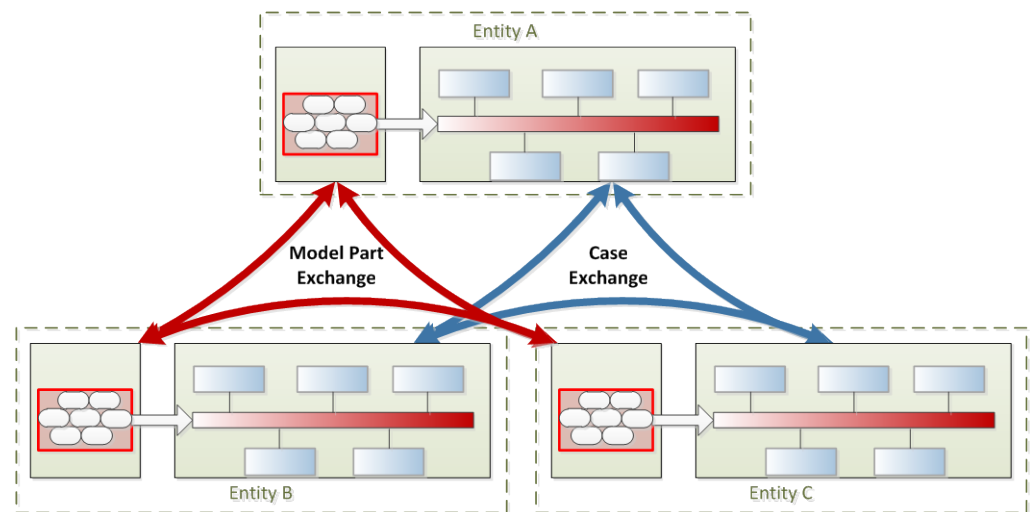 Entity A
Model Part
Exchange
Case
Exchange
Entity B
Entity C